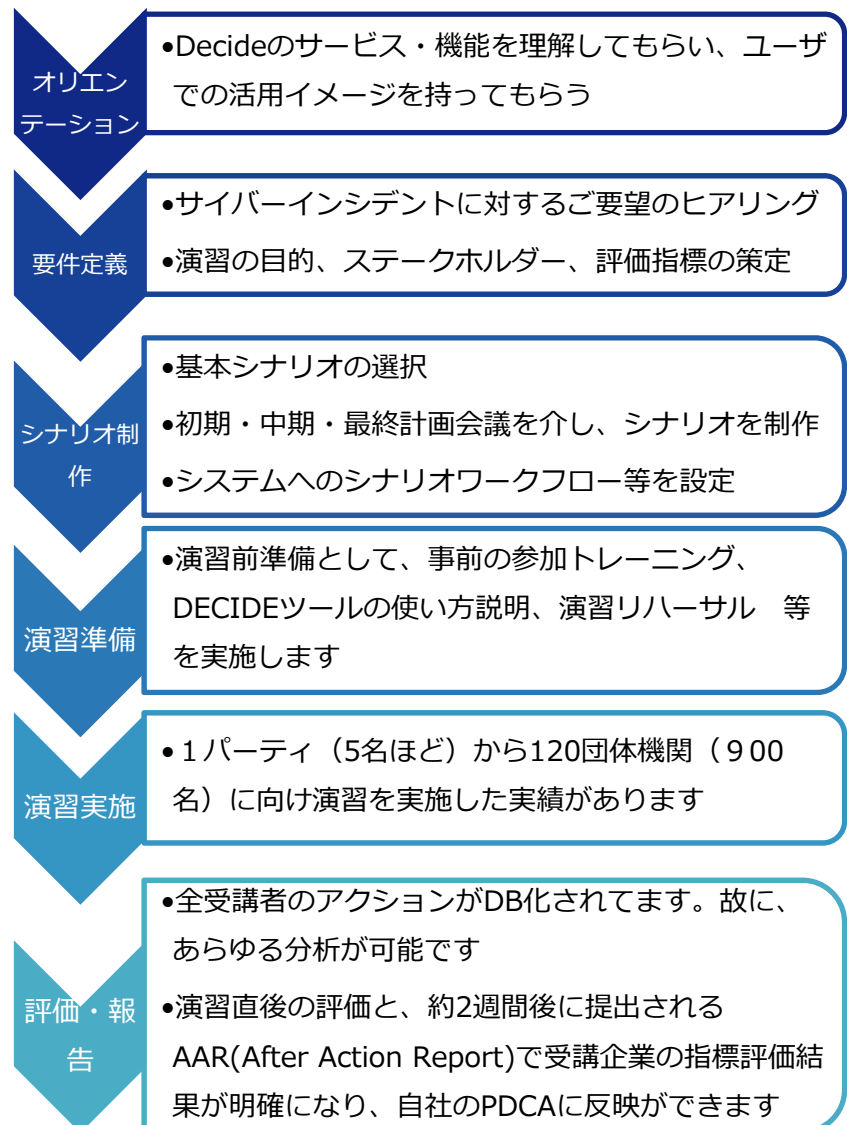 オリエン
テーション
•Decideのサービス・機能を理解してもらい、ユーザ
での活用イメージを持ってもらう
要件定義
•サイバーインシデントに対するご要望のヒアリング
•演習の目的、ステークホルダー、評価指標の策定
シナリオ制
作
•基本シナリオの選択
•初期・中期・最終計画会議を介し、シナリオを制作
•システムへのシナリオワークフロー等を設定
演習準備
•演習前準備として、事前の参加トレーニング、
DECIDEツールの使い方説明、演習リハーサル　等
を実施します
演習実施
•１パーティ（5名ほど）から120団体機関（９00
名）に向け演習を実施した実績があります
評価・報
告
•全受講者のアクションがDB化されてます。故に、
あらゆる分析が可能です
•演習直後の評価と、約2週間後に提出される
AAR(After Action Report)で受講企業の指標評価結
果が明確になり、自社のPDCAに反映ができます